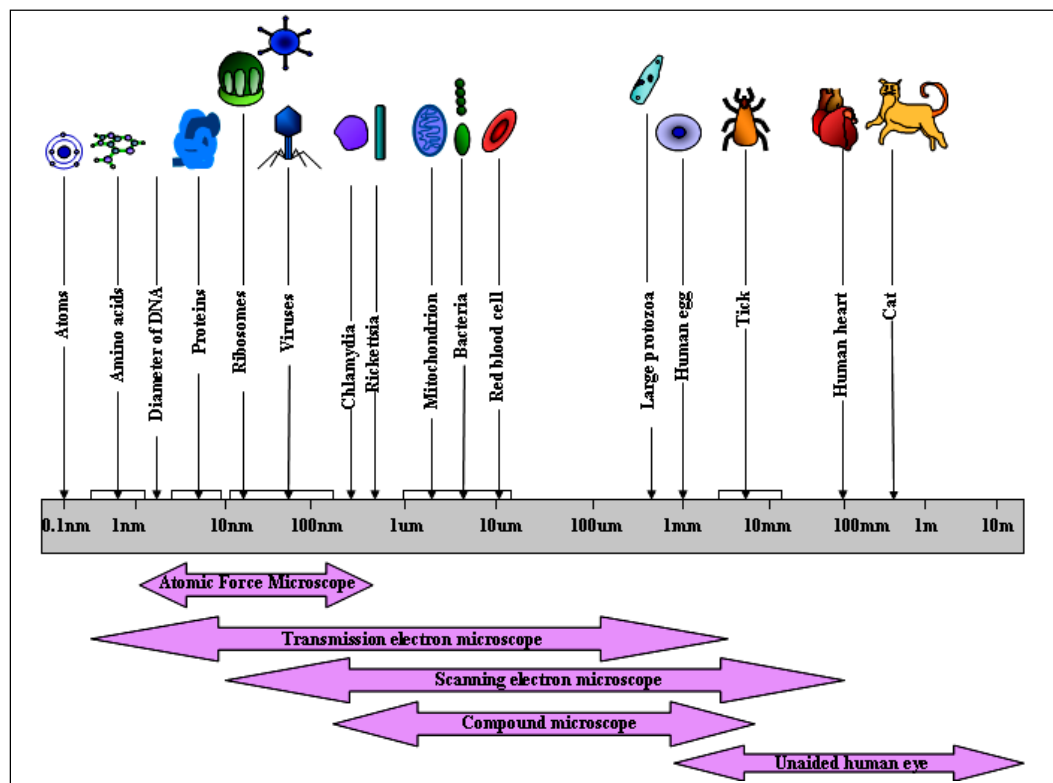 Atoms
Amino acids
Diameter of DNA
Proteins
Ribosomes
Viruses
Chlamydia
Rickettsia
Mitochondrion
Bacteria
Red blood cell
Large protozoa
Human egg
Tick
Human heart
Cat
0.1nm 1nm 10nm 100nm 1um 10um 100um 1mm 10mm 100mm 1m 10m
Atomic Force Microscope
Transmission electron microscope
Scanning electron microscope
Compound microscope
Unaided human eye